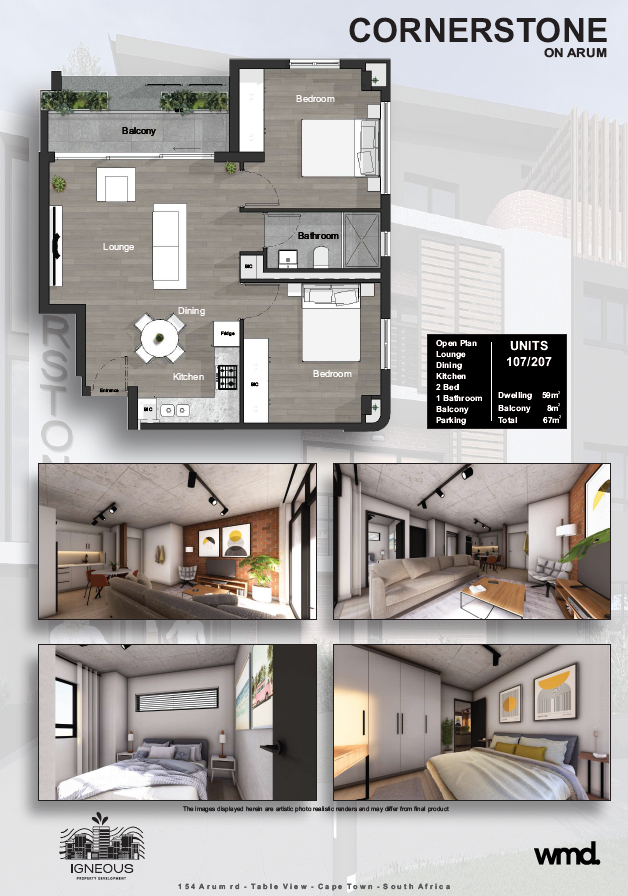 CORNERSTONE
ON ARUM
Bedroom
Balcony
Lounge
Bathroom
Dining
Fridge
Kitchen
Bedroom
Entrance
RSTON
Open Plan
Lounge
Dining
Kitchen
2 Bed
1 Bathroom
Balcony
Parking
UNITS
107/207
Dwelling 59m²
Balcony 8m²
Total 67m²
The images displayed herein are artistic photo realistic renders and may differ from final product
IGNEOUS
PROPERTY DEVELOPMENT
wmd.
154 Arum rd - Table View - Cape Town - South Africa